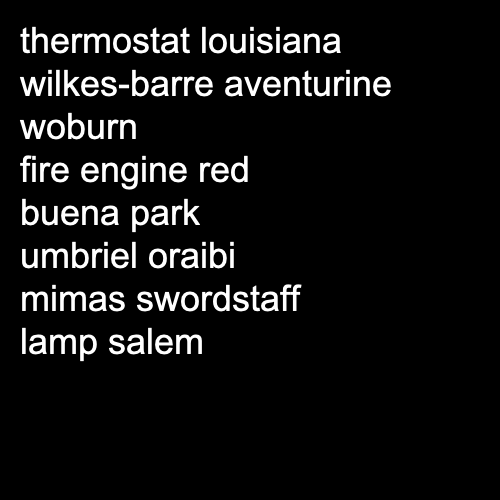 thermostat louisiana
wilkes-barre aventurine
woburn
fire engine red
buena park
umbriel oraibi
mimas swordstaff
lamp salem